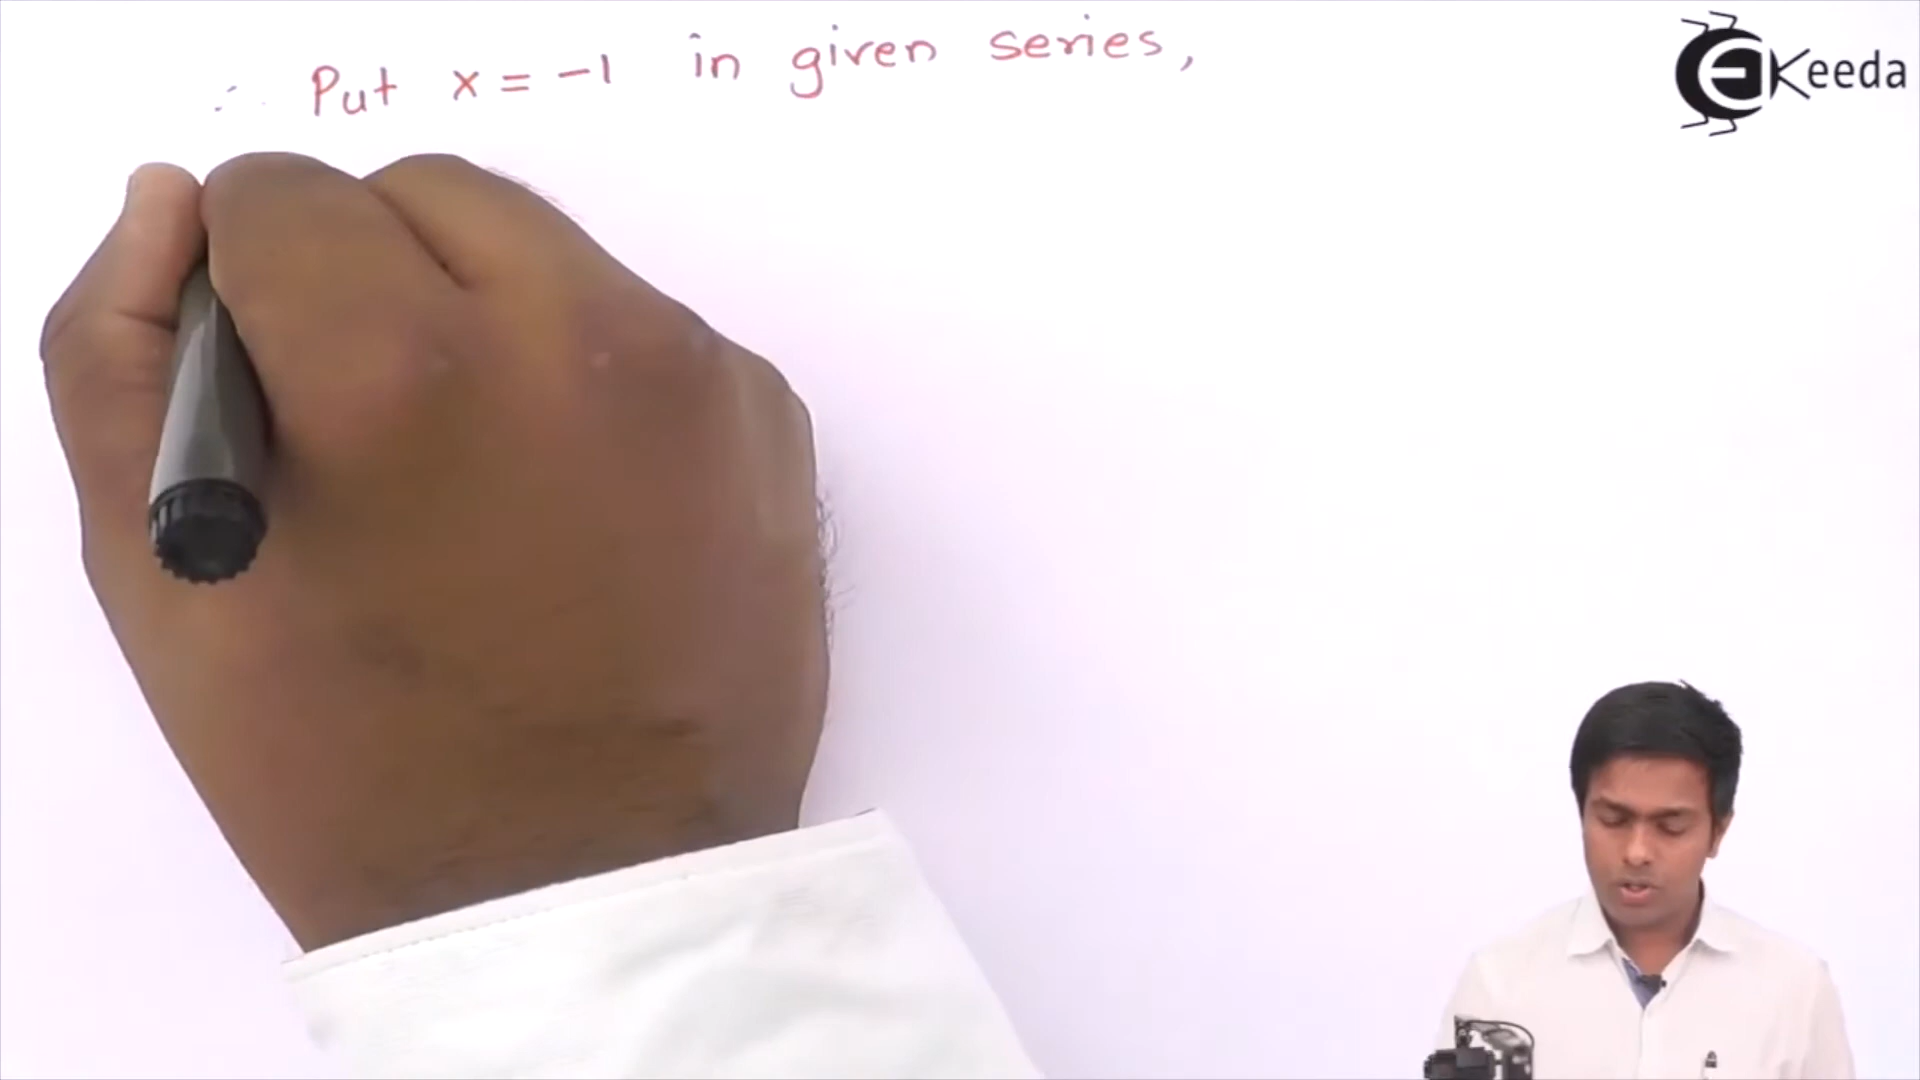 ∴ Put x = -1 in given series,
EKeeda